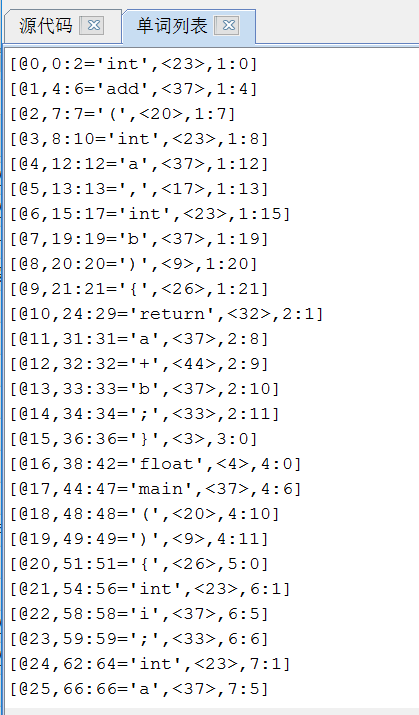 源代码 单词列表
[@0,0:2='int',<23>,1:0]
[@1,4:6='add',<37>,1:4]
[@2,7:7='(',<20>,1:7]
[@3,8:10='int',<23>,1:8]
[@4,12:12='a',<37>,1:12]
[@5,13:13=',',<17>,1:13]
[@6,15:17='int',<23>,1:15]
[@7,19:19='b',<37>,1:19]
[@8,20:20=')',<9>,1:20]
[@9,21:21='{',<26>,1:21]
[@10,24:29='return',<32>,2:1]
[@11,31:31='a',<37>,2:8]
[@12,32:32='+',<44>,2:9]
[@13,33:33='b',<37>,2:10]
[@14,34:34=';',<33>,2:11]
[@15,36:36='}',<3>,3:0]
[@16,38:42='float',<4>,4:0]
[@17,44:47='main',<37>,4:6]
[@18,48:48='(',<20>,4:10]
[@19,49:49=')',<9>,4:11]
[@20,51:51='{',<26>,5:0]
[@21,54:56='int',<23>,6:1]
[@22,58:58='i',<37>,6:5]
[@23,59:59=';',<33>,6:6]
[@24,62:64='int',<23>,7:1]
[@25,66:66='a',<37>,7:5]